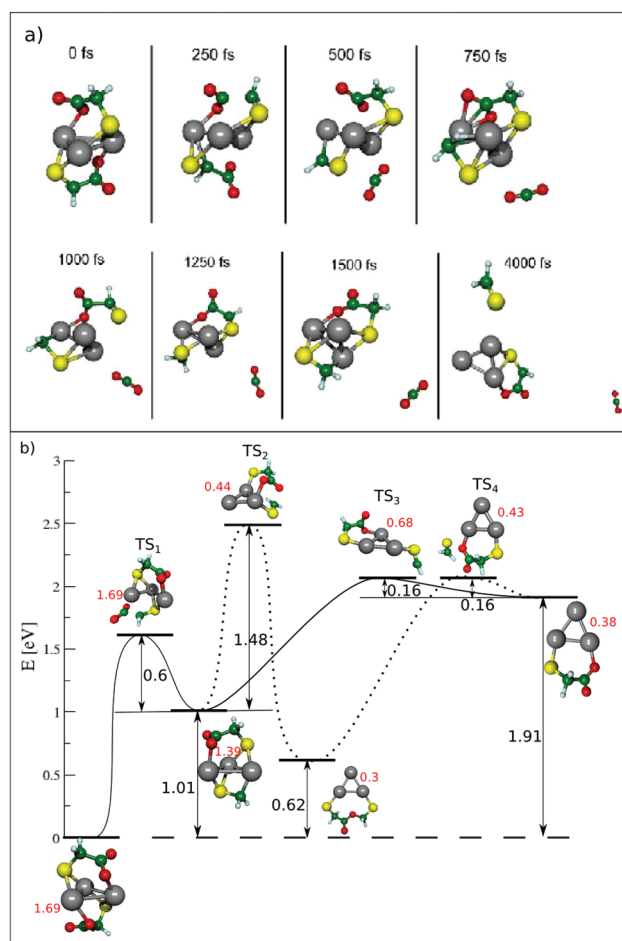 a)
0 fs
250 fs
500 fs
750 fs
1000 fs
1250 fs
1500 fs
4000 fs
b)
E [eV]
3
2.5
2
1.5
1
0.5
0
TS1
TS2
TS3
TS4
1.69
0.44
0.68
0.43
0.6
1.48
0.16
0.16
0.38
1.39
1.01
0.62
0.3
1.91
1.69